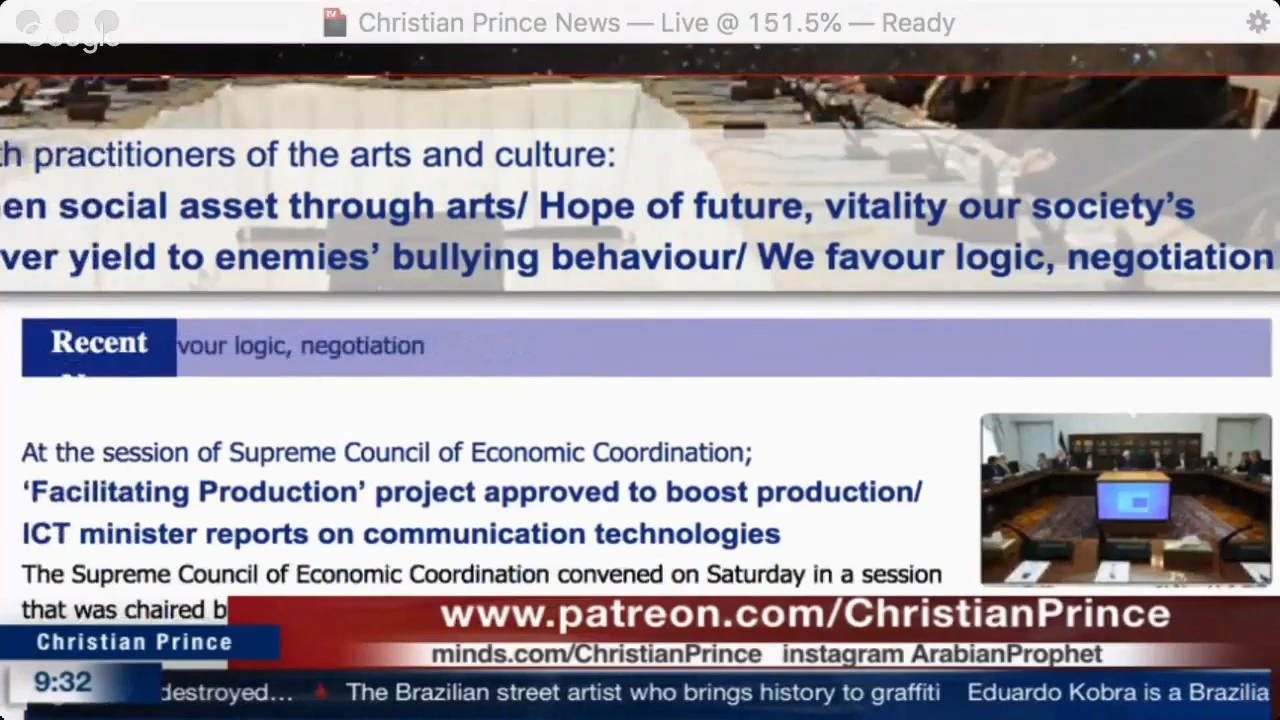 Christian Prince News — Live @ 151.5% — Ready
Google
th practitioners of the arts and culture:
en social asset through arts/ Hope of future, vitality our society’s
ver yield to enemies’ bullying behaviour/ We favour logic, negotiation
Recent
vour logic, negotiation
At the session of Supreme Council of Economic Coordination;
‘Facilitating Production’ project approved to boost production/
ICT minister reports on communication technologies
The Supreme Council of Economic Coordination convened on Saturday in a session
that was chaired b
www.patreon.com/ChristianPrince
Christian Prince
minds.com/ChristianPrince instagram ArabianProphet
9:32
destroyed... The Brazilian street artist who brings history to graffiti Eduardo Kobra is a Brazilia